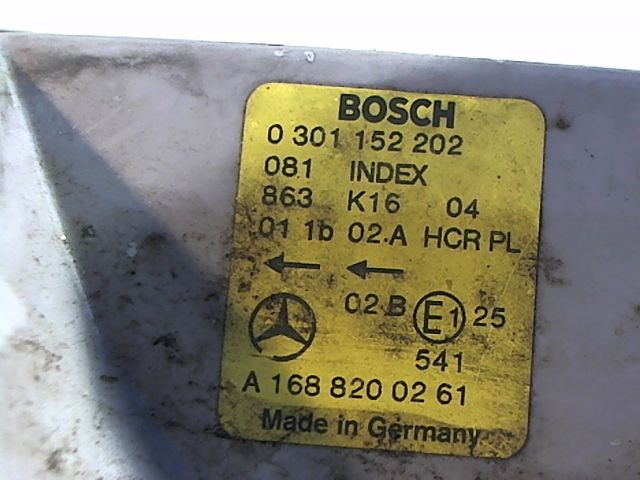 BOSCH
0 301 152 202
081 INDEX
863 K16 04
01 1b 02.A HCR PL
02 B E1 25
541
A 168 820 02 61
Made in Germany